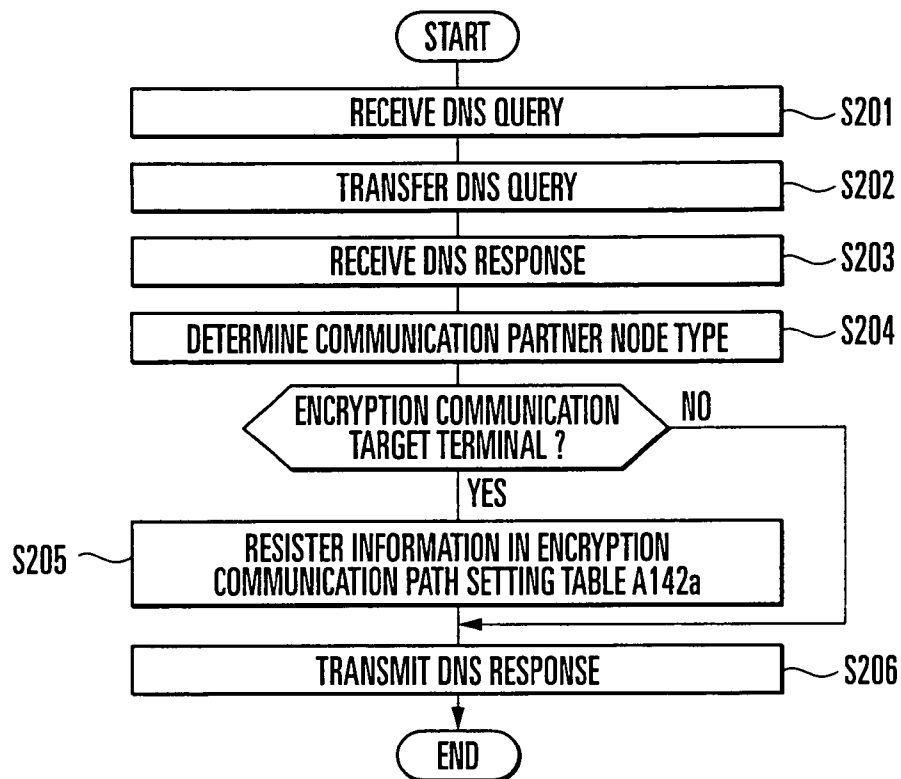 START
RECEIVE DNS QUERY
S201
TRANSFER DNS QUERY
S202
RECEIVE DNS RESPONSE
S203
DETERMINE COMMUNICATION PARTNER NODE TYPE
S204
ENCRYPTION COMMUNICATION
TARGET TERMINAL ?
NO
YES
S205
RESISTER INFORMATION IN ENCRYPTION
COMMUNICATION PATH SETTING TABLE A142a
TRANSMIT DNS RESPONSE
S206
END